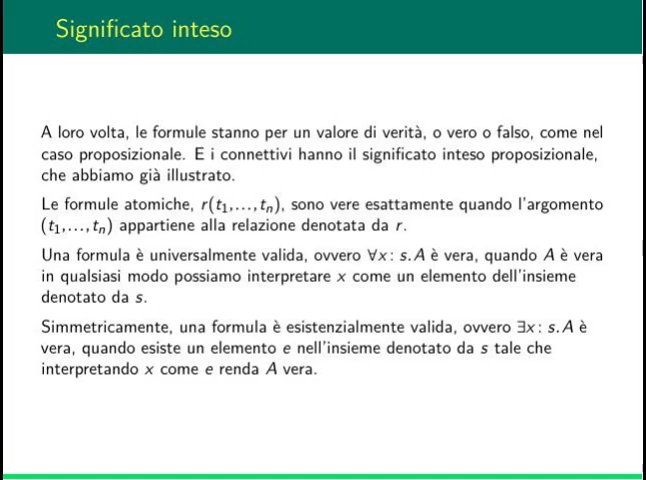 Significato inteso
A loro volta, le formule stanno per un valore di verità, o vero o falso, come nel
caso proposizionale. E i connettivi hanno il significato inteso proposizionale,
che abbiamo già illustrato.
Le formule atomiche, r(t₁,...,tₙ), sono vere esattamente quando l'argomento
(t₁,...,tₙ) appartiene alla relazione denotata da r.
Una formula è universalmente valida, ovvero ∀x: s.A è vera, quando A è vera
in qualsiasi modo possiamo interpretare x come un elemento dell'insieme
denotato da s.
Simmetricamente, una formula è esistenzialmente valida, ovvero ∃x: s.A è
vera, quando esiste un elemento e nell'insieme denotato da s tale che
interpretando x come e renda A vera.